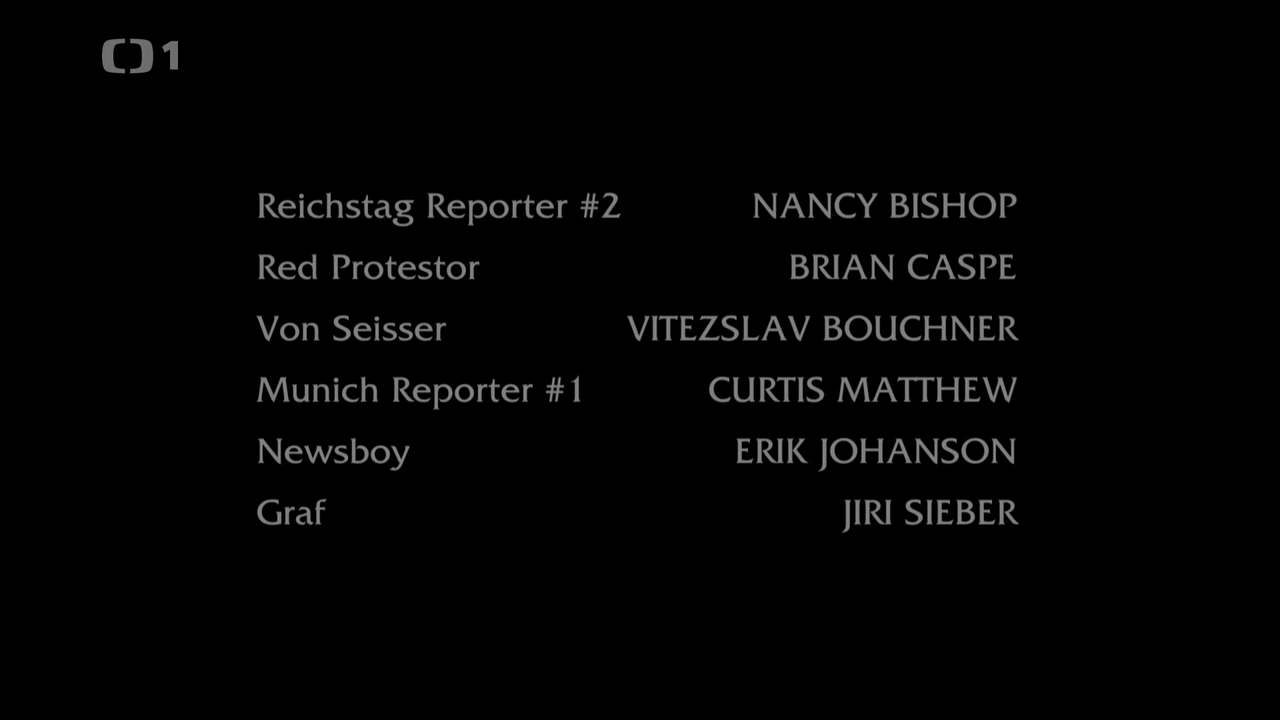 1
Reichstag Reporter #2 NANCY BISHOP
Red Protestor BRIAN CASPE
Von Seisser VITEZSLAV BOUCHNER
Munich Reporter #1 CURTIS MATTHEW
Newsboy ERIK JOHANSON
Graf JIRI SIEBER